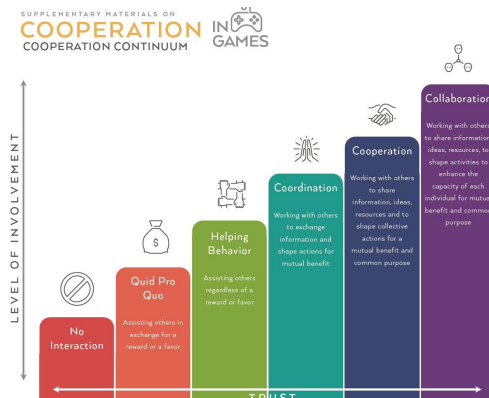 SUPPLEMENTARY MATERIALS ON
COOPERATION
COOPERATION CONTINUUM
IN
GAMES
LEVEL OF INVOLVEMENT
No
Interaction
Quid Pro
Quo
Assisting others in
exchange for a
reward or a favor
Helping
Behavior
Assisting others
regardless of a
reward or favor
Coordination
Working with others
to exchange
information and
shape actions for
mutual benefit
Cooperation
Working with others
to share
information, ideas,
resources and to
shape collective
actions for a
mutual benefit and
common purpose
Collaboration
Working with others
to share information,
ideas, resources, to
shape activities to
enhance the
capacity of each
individual for mutual
benefit and common
purpose
TRUST
$